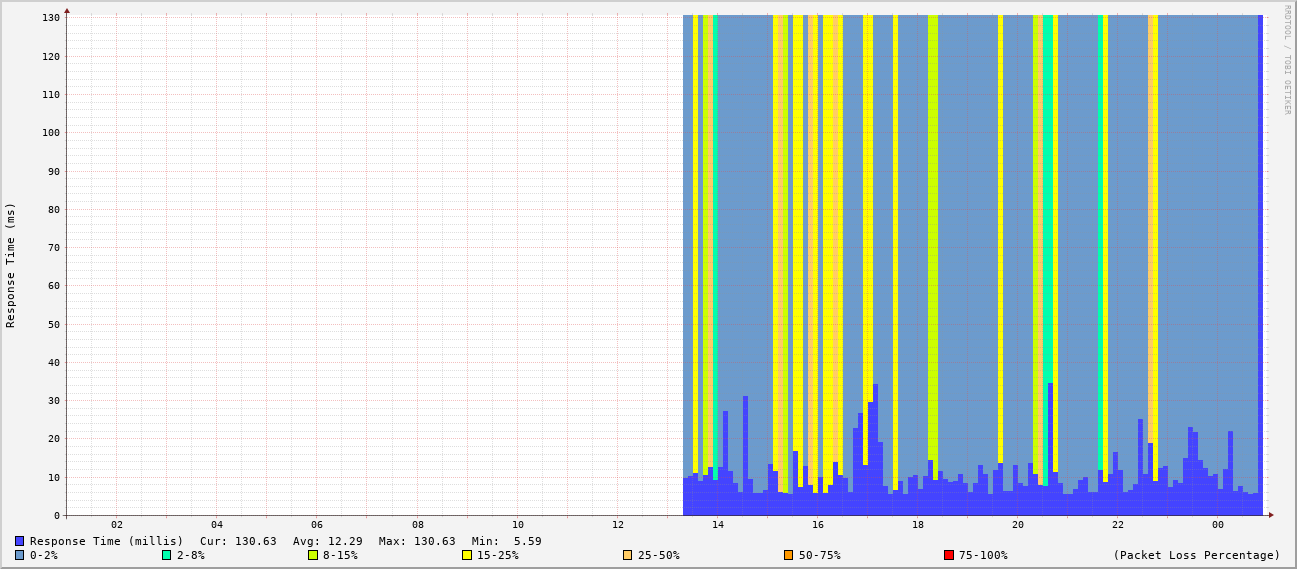 RRDTOOL / TOBI OETIKER
Response Time (ms)
130
120
110
100
90
80
70
60
50
40
30
20
10
0
02 04 06 08 10 12 14 16 18 20 22 00
Response Time (millis) Cur: 130.63 Avg: 12.29 Max: 130.63 Min: 5.59
0-2% 2-8% 8-15% 15-25% 25-50% 50-75% 75-100% (Packet Loss Percentage)